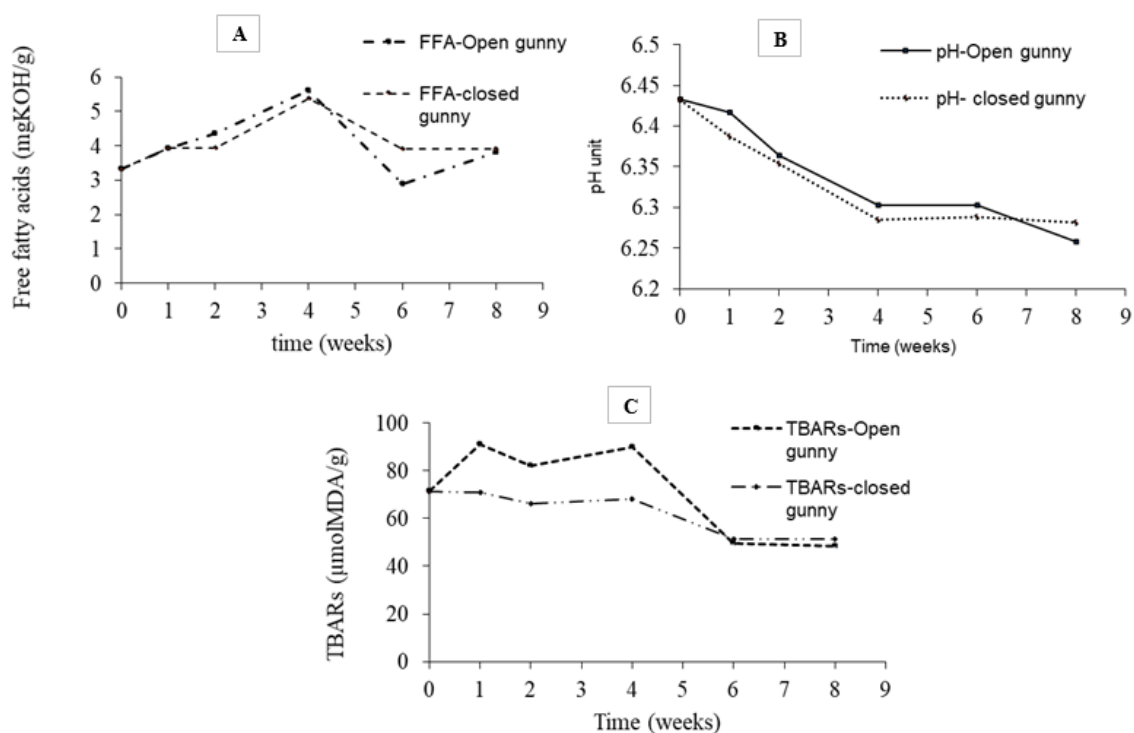 A
FFA-Open gunny
FFA-closed
gunny
Free fatty acids (mgKOH/g)
6
5
4
3
2
1
0
0 1 2 3 4 5 6 7 8 9
time (weeks)
B
pH-Open gunny
pH- closed gunny
pH unit
6.5
6.45
6.4
6.35
6.3
6.25
6.2
0 1 2 3 4 5 6 7 8 9
Time (weeks)
C
TBARs-Open
gunny
TBARs-closed
gunny
TBARs (µmolMDA/g)
100
80
60
40
20
0
0 1 2 3 4 5 6 7 8 9
Time (weeks)